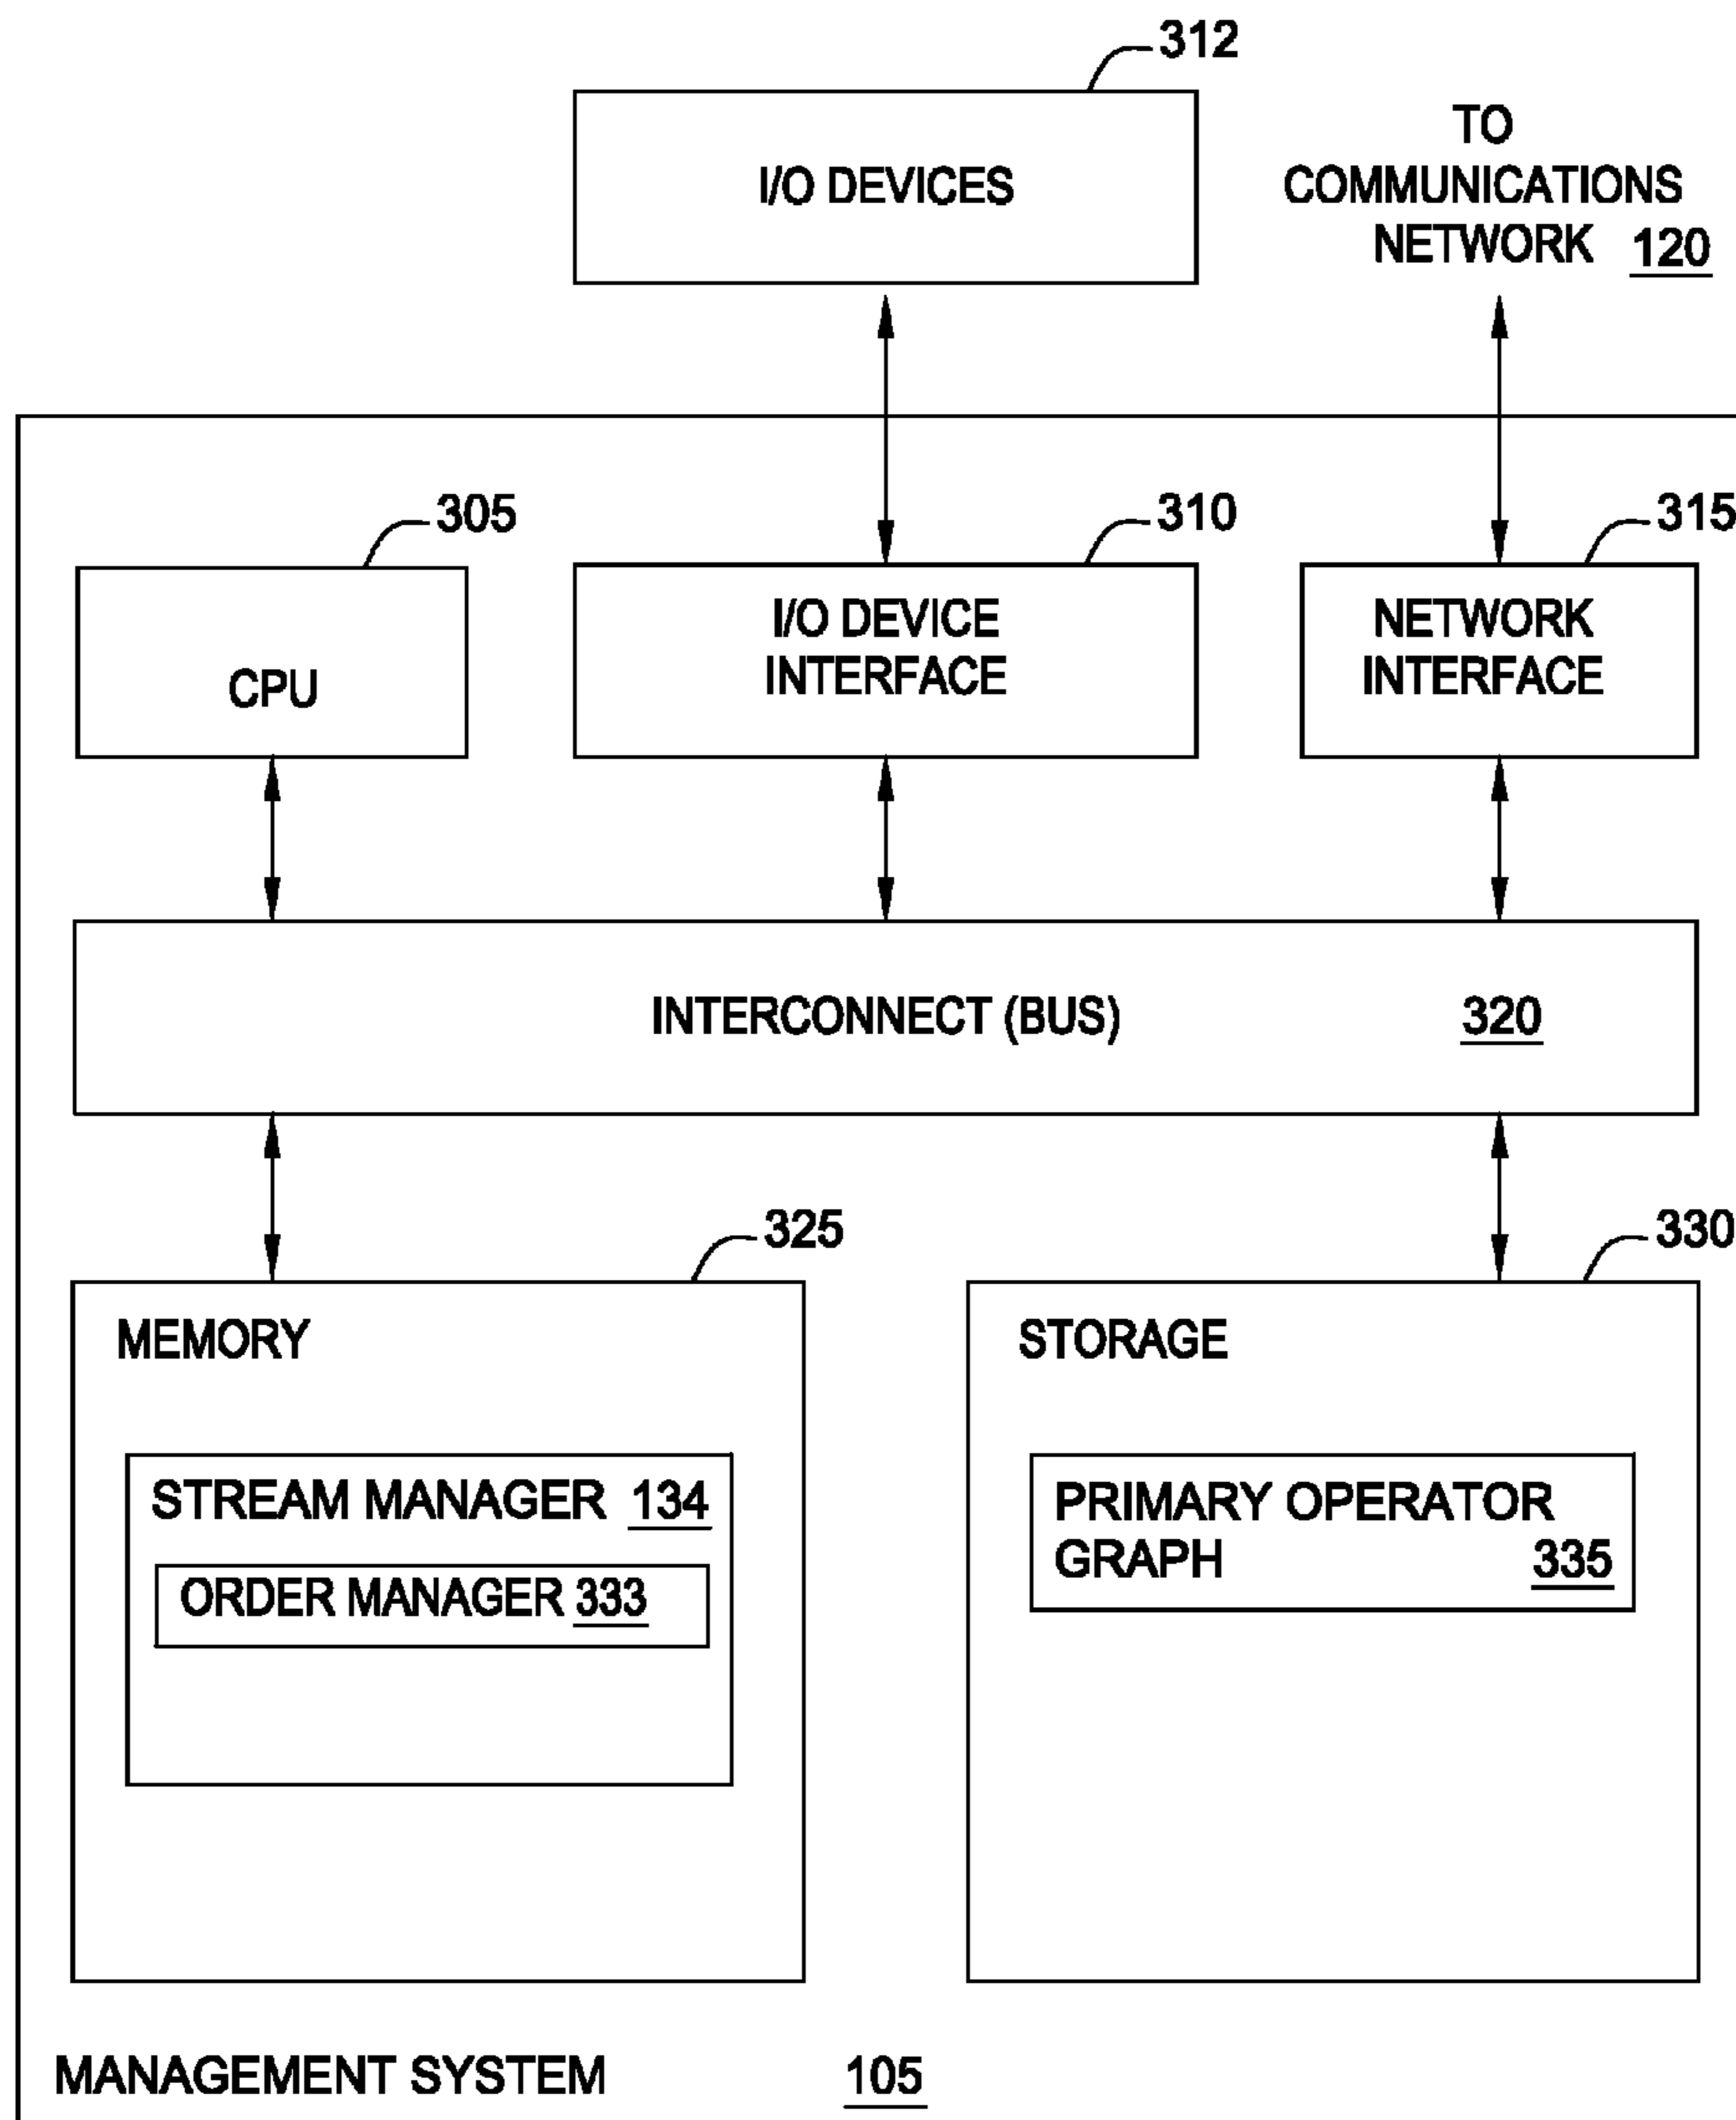 312
I/O DEVICES
TO
COMMUNICATIONS
NETWORK 120
305
310
315
CPU
I/O DEVICE
INTERFACE
NETWORK
INTERFACE
INTERCONNECT (BUS) 320
325
330
MEMORY
STREAM MANAGER 134
ORDER MANAGER 333
STORAGE
PRIMARY OPERATOR
GRAPH 335
MANAGEMENT SYSTEM 105